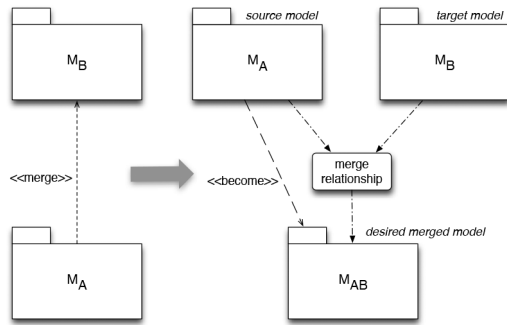 M_B
<<merge>>
M_A
source model
M_A
target model
M_B
<<become>>
merge
relationship
desired merged model
M_AB